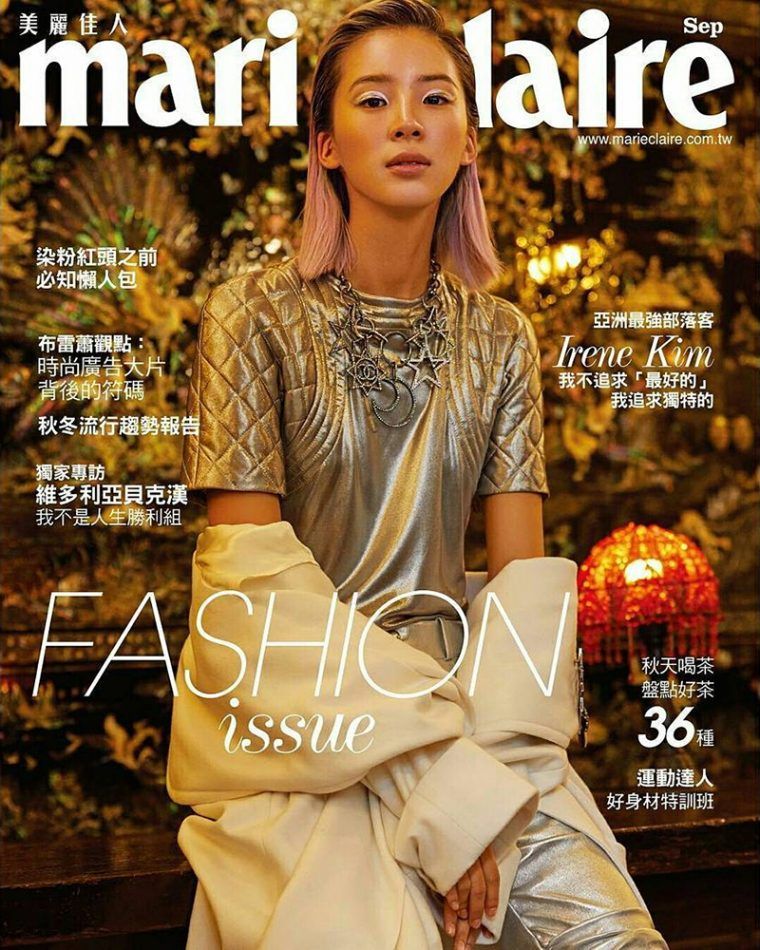 美麗佳人
Sep
marie claire
www.marieclaire.com.tw
染粉紅頭之前
必知懶人包
布雷蕭觀點：
時尚廣告大片
背後的符碼
秋冬流行趨勢報告
獨家專訪
維多利亞貝克漢
我不是人生勝利組
亞洲最強部落客
Irene Kim
我不追求「最好的」
我追求獨特的
FASHION
issue
秋天喝茶
盤點好茶
36種
運動達人
好身材特訓班